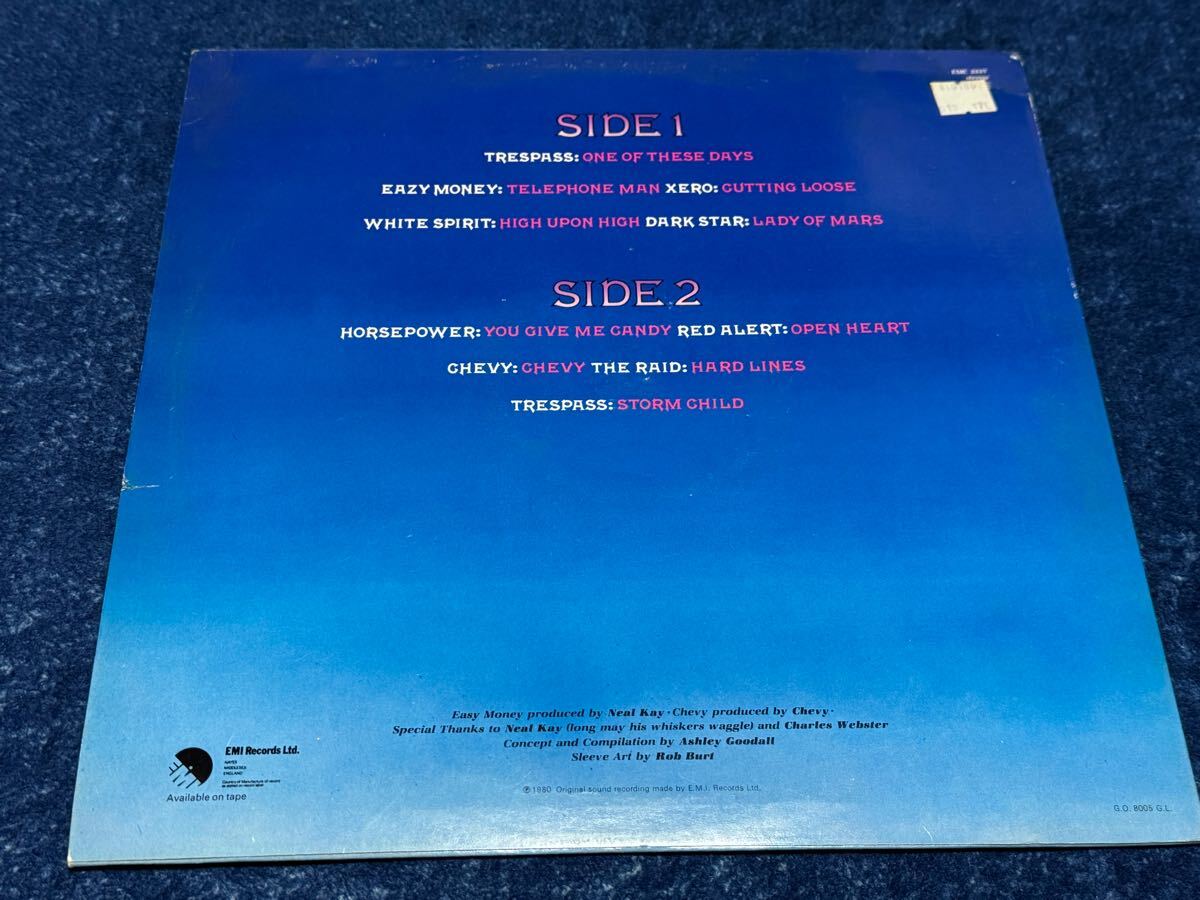 SIDE 1
TRESPASS: ONE OF THESE DAYS
EAZY MONEY: TELEPHONE MAN XERO: CUTTING LOOSE
WHITE SPIRIT: HIGH UPON HIGH DARK STAR: LADY OF MARS
SIDE 2
HORSEPOWER: YOU GIVE ME CANDY RED ALERT: OPEN HEART
CHEVY: CHEVY THE RAID: HARD LINES
TRESPASS: STORM CHILD
Easy Money produced by Neal Kay · Chevy produced by Chevy ·
Special Thanks to Neal Kay (long may his whiskers waggle) and Charles Webster
Concept and Compilation by Ashley Goodall
Sleeve Art by Rob Burt
℗ 1980 Original sound recording made by E.M.I. Records Ltd.
EMI
EMI Records Ltd.
HAYES
MIDDLESEX
ENGLAND
Available on tape
G.O. 8005 G.L.